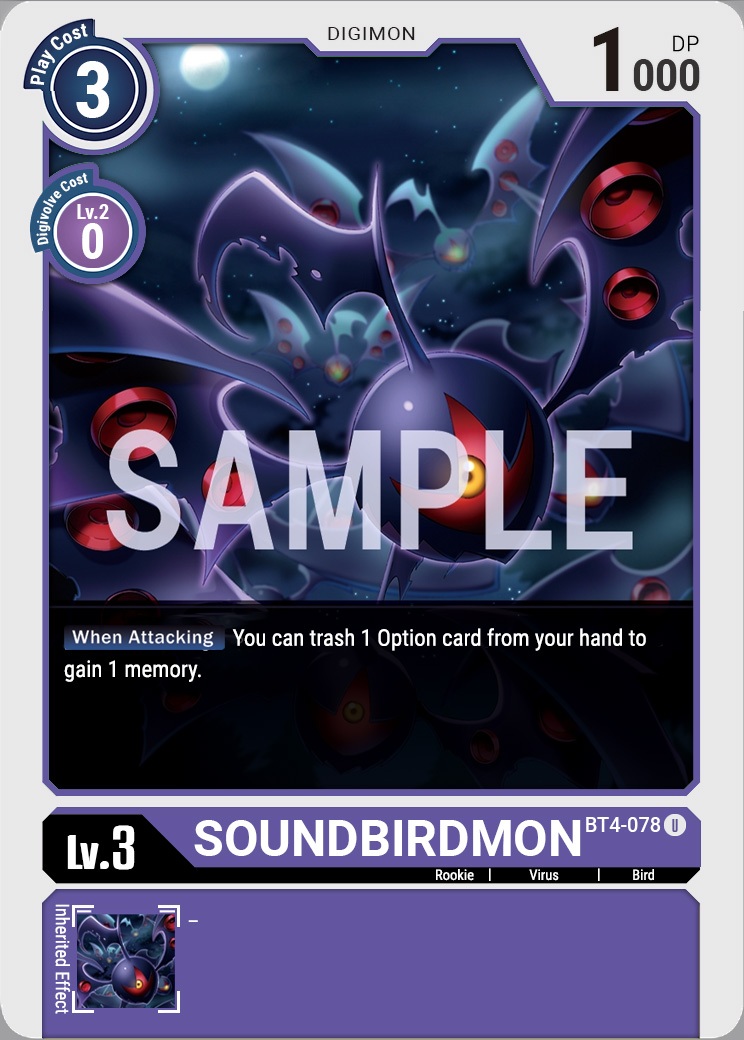 DIGIMON
Play Cost
3
DP
1000
Digivolve Cost
Lv.2
0
SAMPLE
When Attacking You can trash 1 Option card from your hand to
gain 1 memory.
Lv.3
SOUNDBIRDMON
BT4-078 U
Rookie | Virus | Bird
Inherited Effect
–